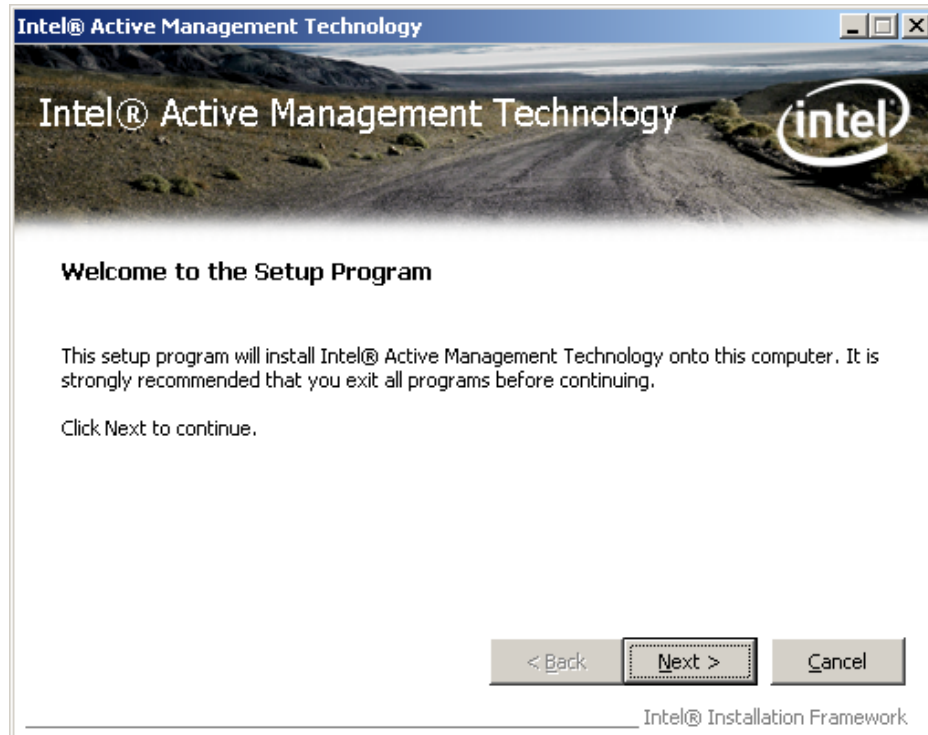 Intel® Active Management Technology
Intel® Active Management Technology
intel
Welcome to the Setup Program
This setup program will install Intel® Active Management Technology onto this computer. It is
strongly recommended that you exit all programs before continuing.
Click Next to continue.
< Back Next > Cancel
Intel® Installation Framework